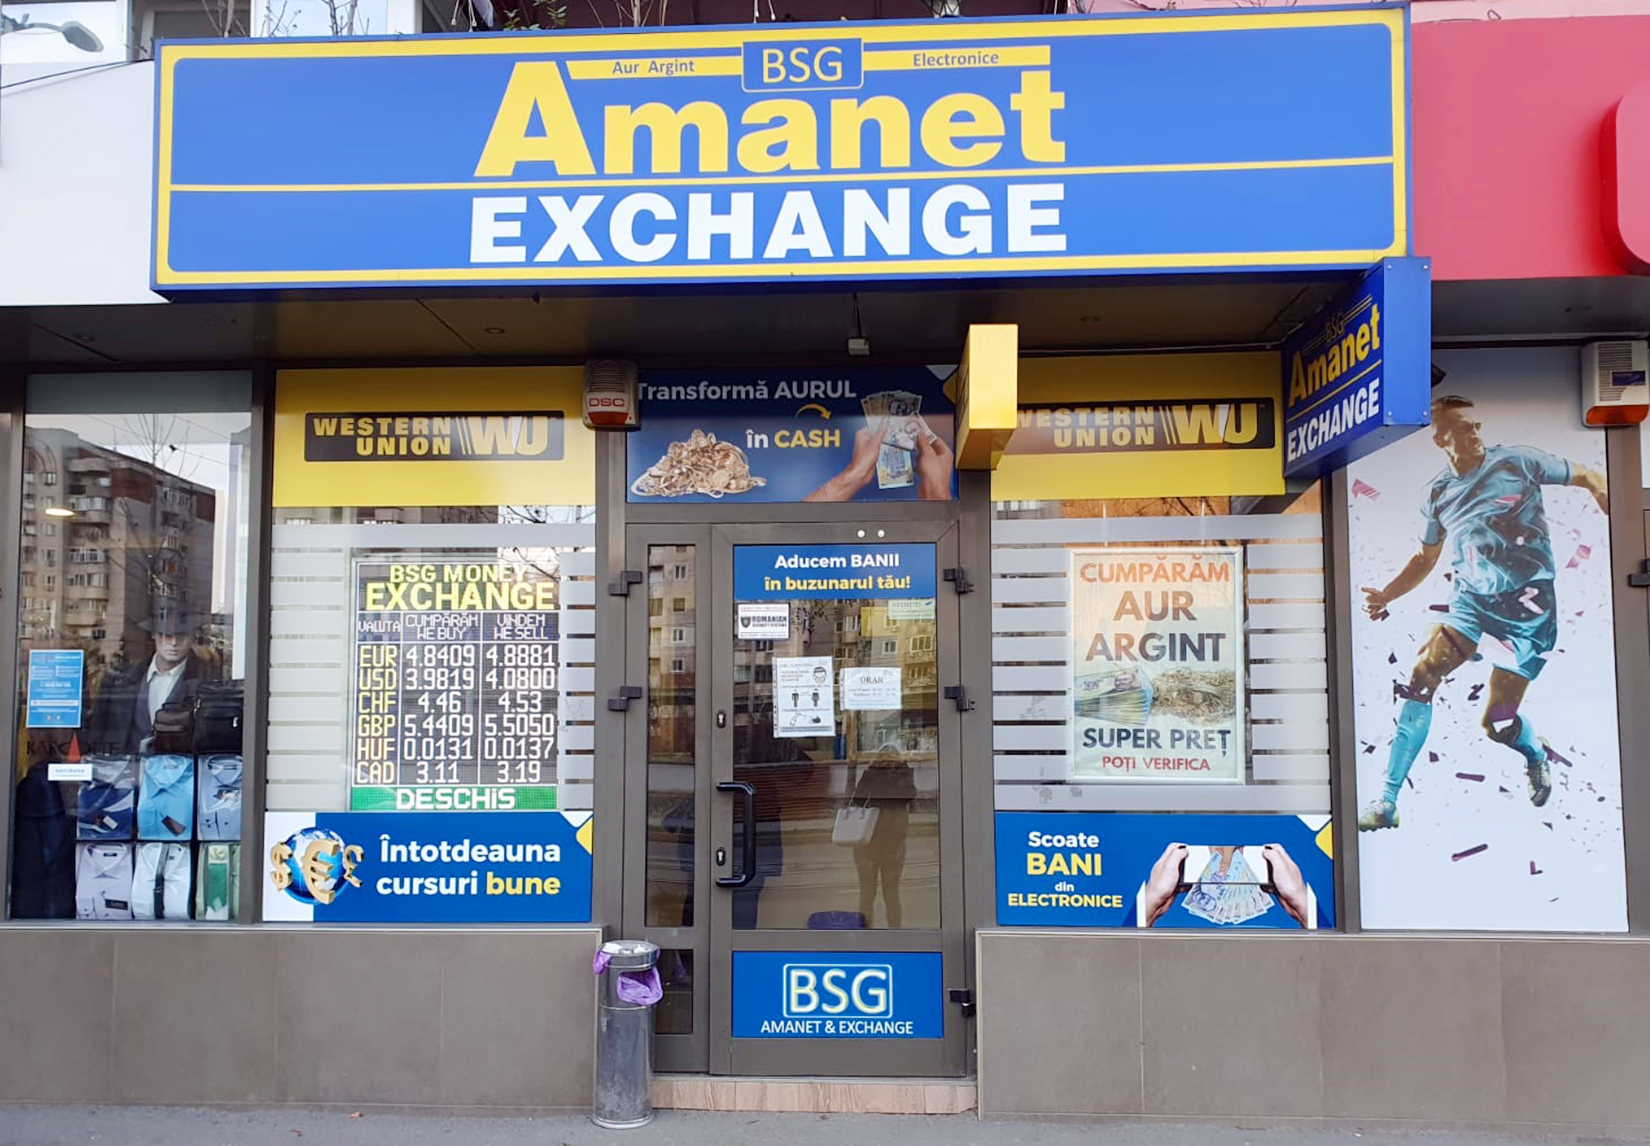 Aur Argint BSG Electronice
Amanet
EXCHANGE
BSG
Amanet
EXCHANGE
WESTERN
UNION WU
DSC
Transformă AURUL
în CASH
WESTERN
UNION WU
BSG MONEY
EXCHANGE
VALUTA CUMPĂRĂM VINDEM
WE BUY WE SELL
EUR 4.8409 4.8881
USD 3.9819 4.0800
CHF 4.46 4.53
GBP 5.4409 5.5050
HUF 0.0131 0.0137
CAD 3.11 3.19
DESCHIS
Întotdeauna
cursuri bune
Aducem BANII
în buzunarul tău!
ROMANIAN
ORAR
BSG
AMANET & EXCHANGE
CUMPĂRĂM
AUR
ARGINT
SUPER PREȚ
POȚI VERIFICA
Scoate
BANI
din
ELECTRONICE